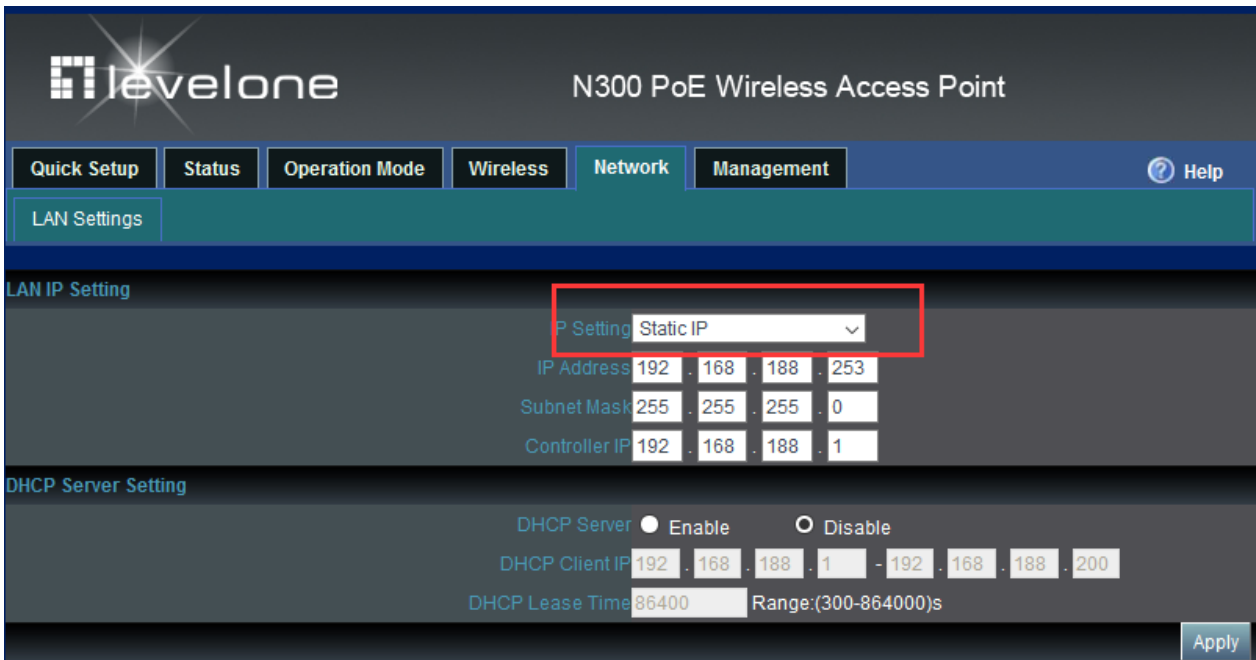 levelone
N300 PoE Wireless Access Point
Quick Setup Status Operation Mode Wireless Network Management Help
LAN Settings
LAN IP Setting
IP Setting Static IP
IP Address 192 . 168 . 188 . 253
Subnet Mask 255 . 255 . 255 . 0
Controller IP 192 . 168 . 188 . 1
DHCP Server Setting
DHCP Server Enable Disable
DHCP Client IP 192 . 168 . 188 . 1 - 192 . 168 . 188 . 200
DHCP Lease Time 86400 Range:(300-864000)s
Apply